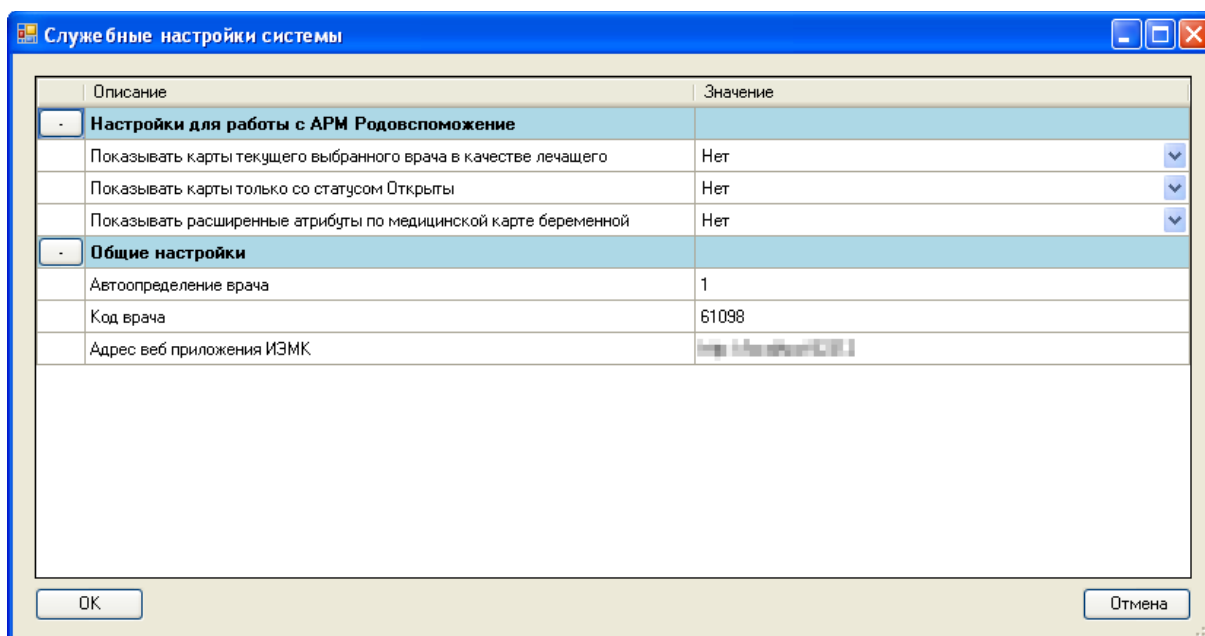 Служебные настройки системы
Описание Значение
- Настройки для работы с АРМ Родовспоможение
Показывать карты текущего выбранного врача в качестве лечащего Нет
Показывать карты только со статусом Открыты Нет
Показывать расширенные атрибуты по медицинской карте беременной Нет
- Общие настройки
Автоопределение врача 1
Код врача 61098
Адрес веб приложения ИЭМК
OK Отмена